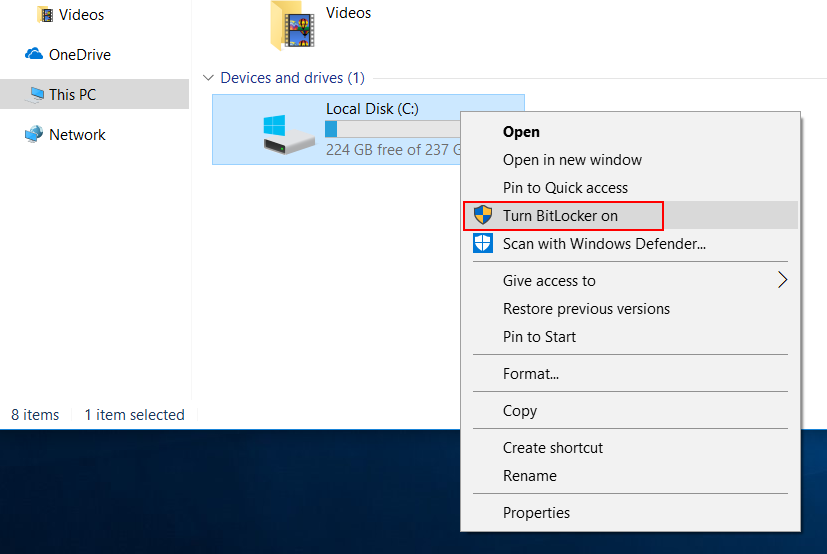 Videos
OneDrive
This PC
Network
Videos
Devices and drives (1)
Local Disk (C:)
224 GB free of 237 G
Open
Open in new window
Pin to Quick access
Turn BitLocker on
Scan with Windows Defender...
Give access to
Restore previous versions
Pin to Start
Format...
Copy
Create shortcut
Rename
Properties
8 items 1 item selected